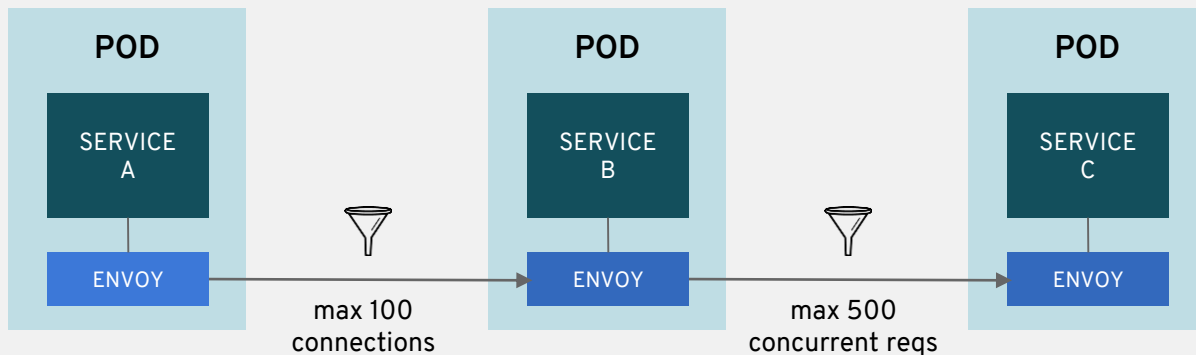 POD
POD
POD
SERVICE
A
SERVICE
B
SERVICE
C
ENVOY
ENVOY
ENVOY
max 100
connections
max 500
concurrent reqs